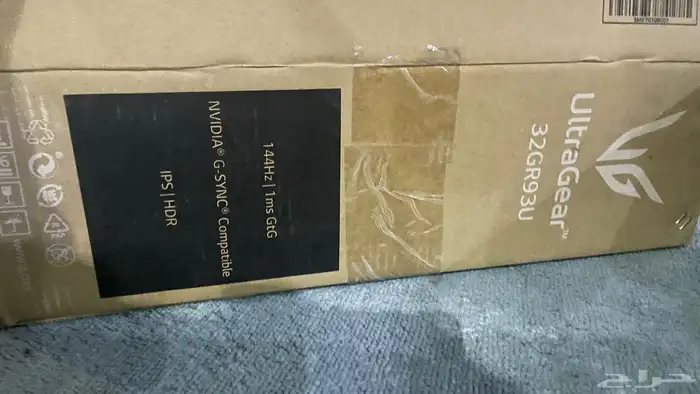 UltraGear™
32GR93U
144Hz | 1ms GtG
NVIDIA® G-SYNC® Compatible
IPS | HDR
حراج